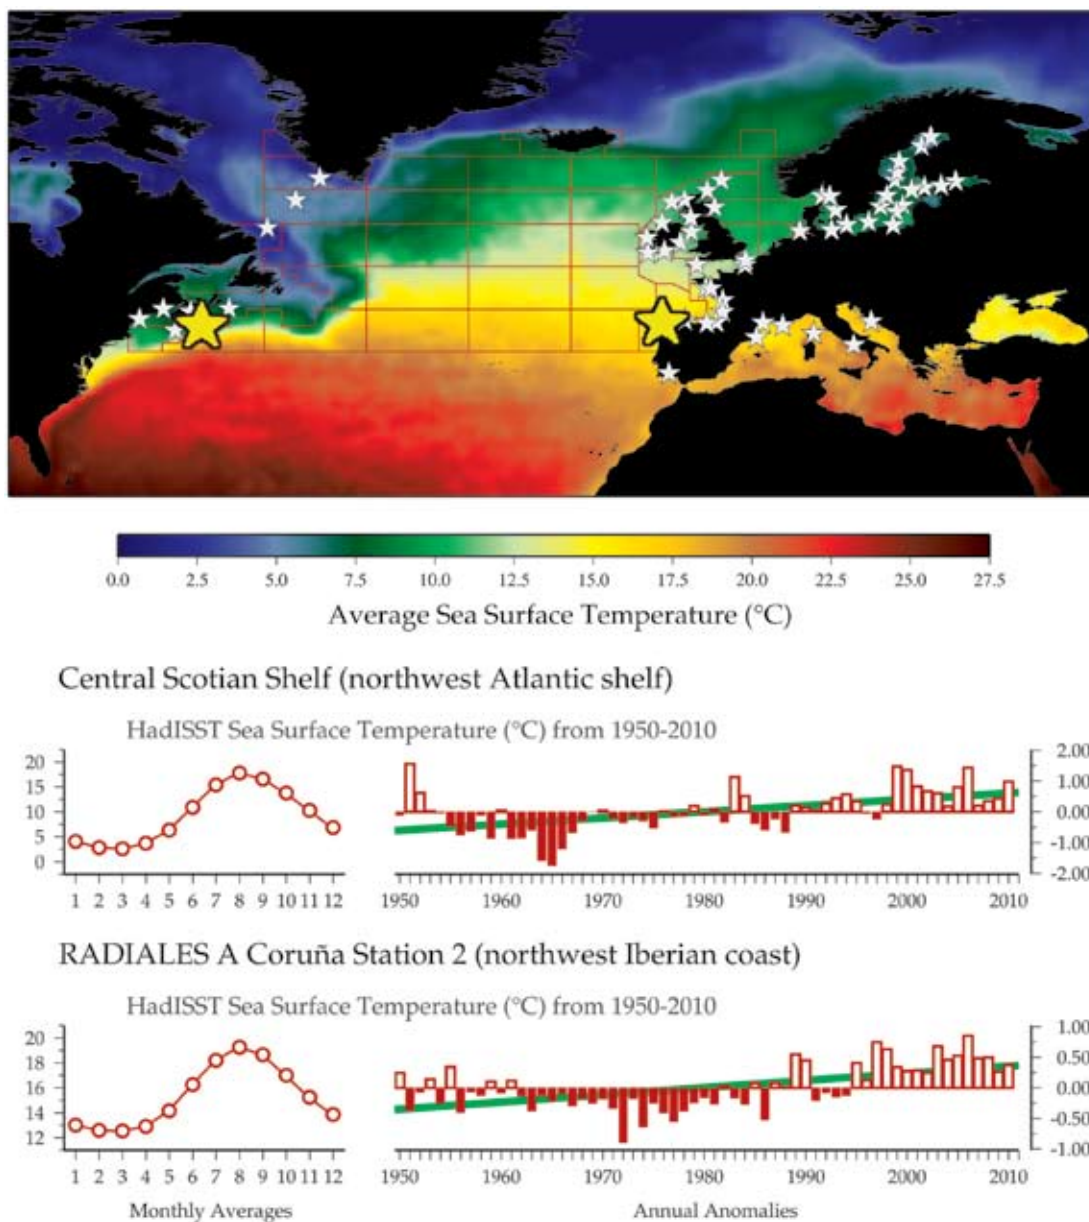 0.0 2.5 5.0 7.5 10.0 12.5 15.0 17.5 20.0 22.5 25.0 27.5
Average Sea Surface Temperature (°C)
Central Scotian Shelf (northwest Atlantic shelf)
HadISST Sea Surface Temperature (°C) from 1950-2010
20
15
10
5
0
1 2 3 4 5 6 7 8 9 10 11 12
2.00
1.00
0.00
-1.00
-2.00
1950 1960 1970 1980 1990 2000 2010
RADIALES A Coruña Station 2 (northwest Iberian coast)
HadISST Sea Surface Temperature (°C) from 1950-2010
20
18
16
14
12
1 2 3 4 5 6 7 8 9 10 11 12
Monthly Averages
1.00
0.50
0.00
-0.50
-1.00
1950 1960 1970 1980 1990 2000 2010
Annual Anomalies